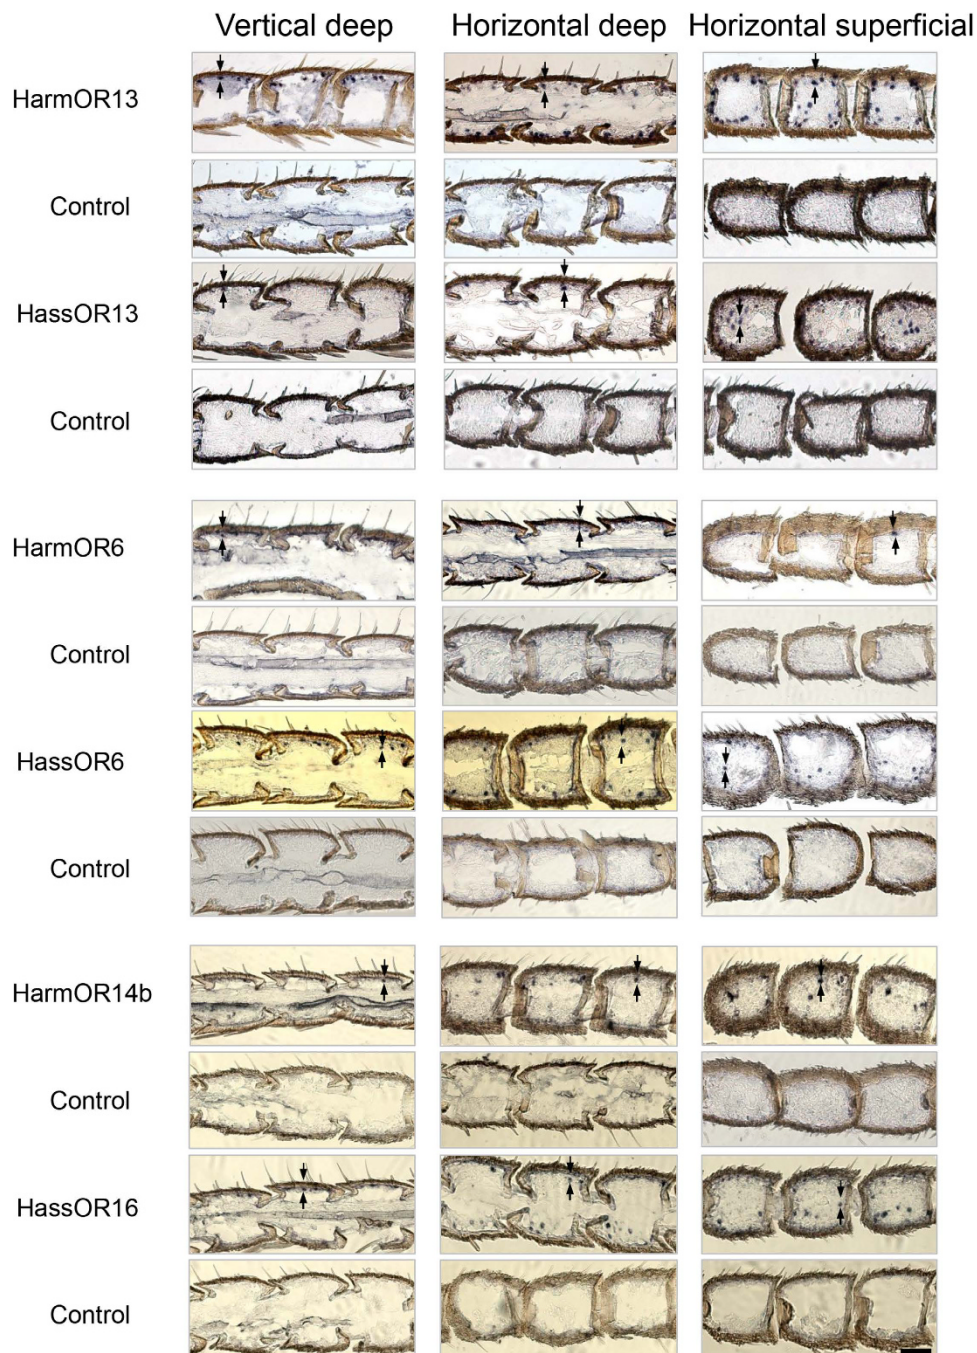 Vertical deep Horizontal deep Horizontal superficial
HarmOR13
Control
HassOR13
Control
HarmOR6
Control
HassOR6
Control
HarmOR14b
Control
HassOR16
Control